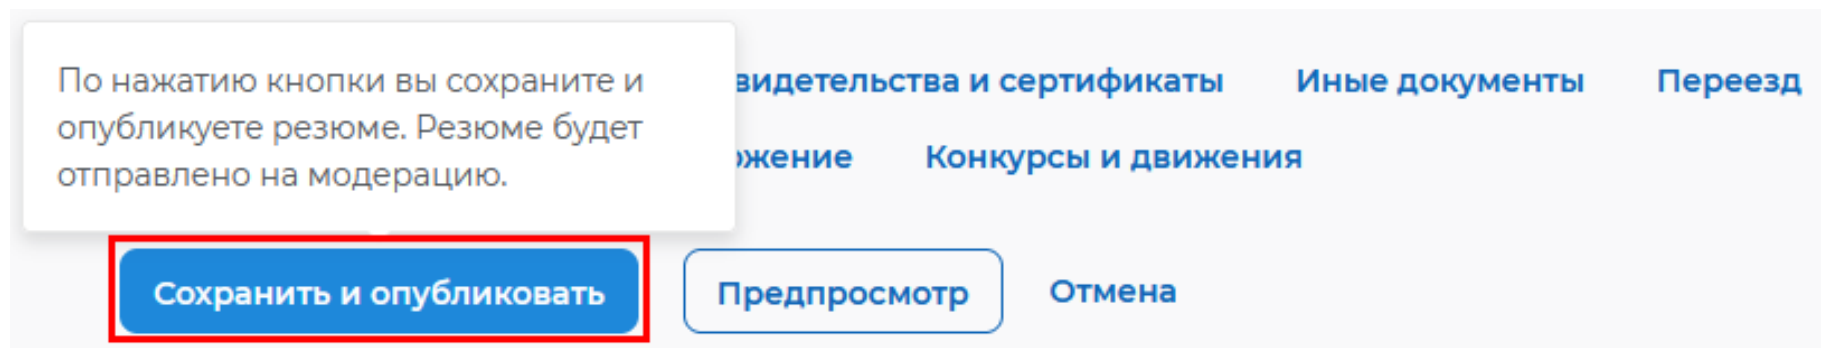 По нажатию кнопки вы сохраните и
опубликуете резюме. Резюме будет
отправлено на модерацию.
видетельства и сертификаты Иные документы Переезд
жение Конкурсы и движения
Сохранить и опубликовать Предпросмотр Отмена